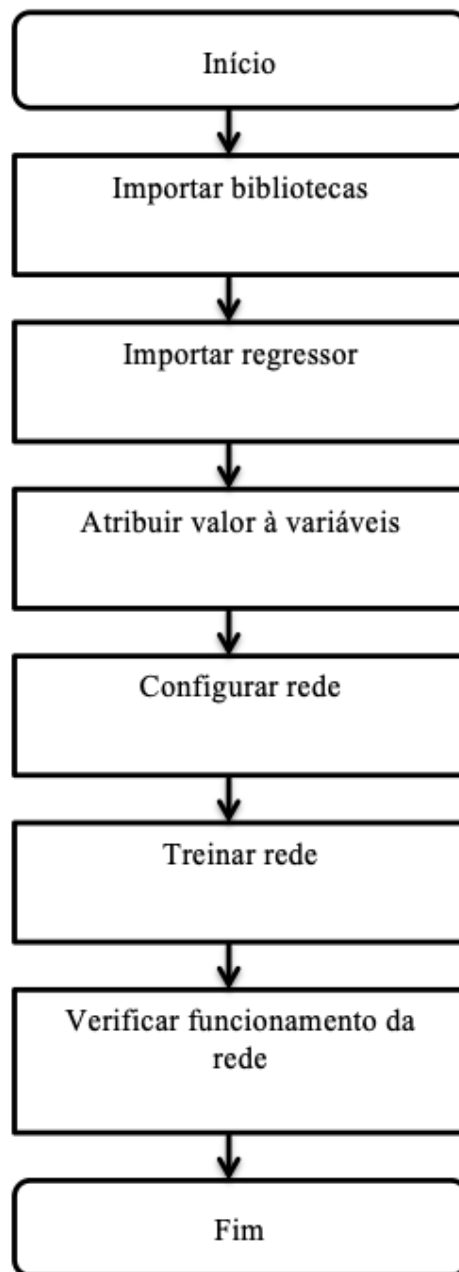 Início
Importar bibliotecas
Importar regressor
Atribuir valor à variáveis
Configurar rede
Treinar rede
Verificar funcionamento da
rede
Fim